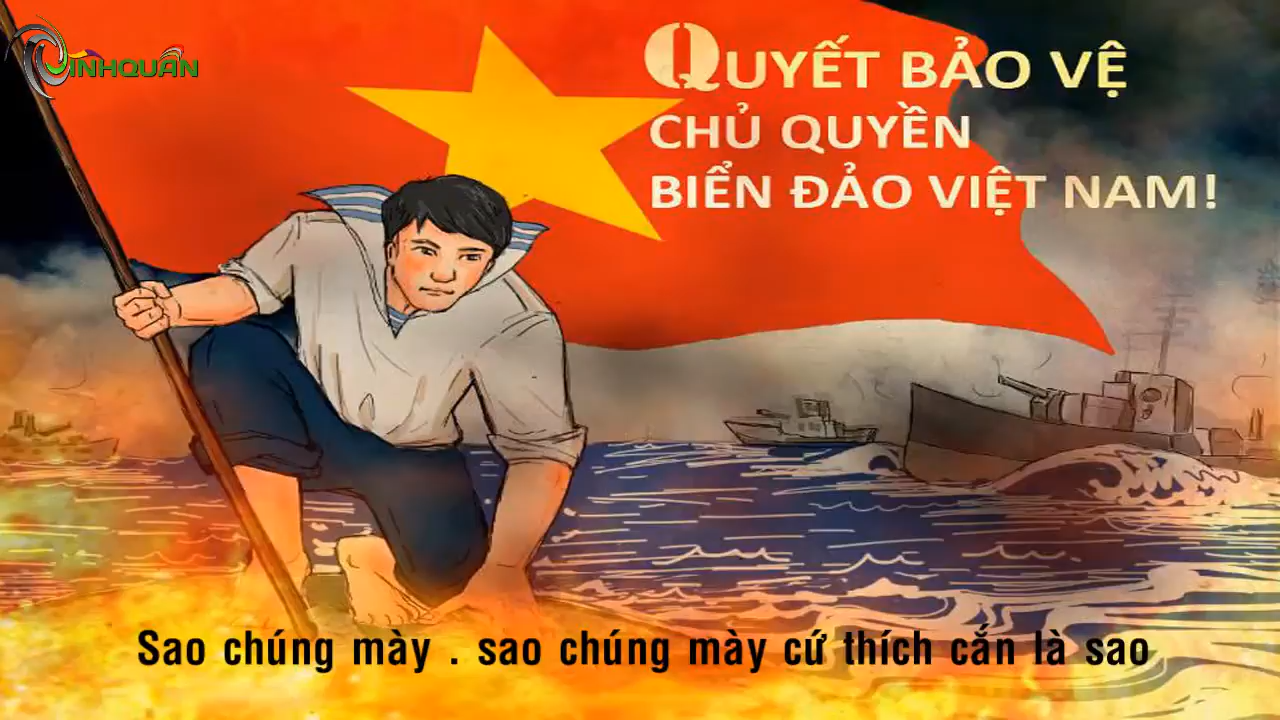 VINHQUÂN
QUYẾT BẢO VỆ
CHỦ QUYỀN
BIỂN ĐẢO VIỆT NAM!
Sao chúng mày . sao chúng mày cứ thích cắn là sao